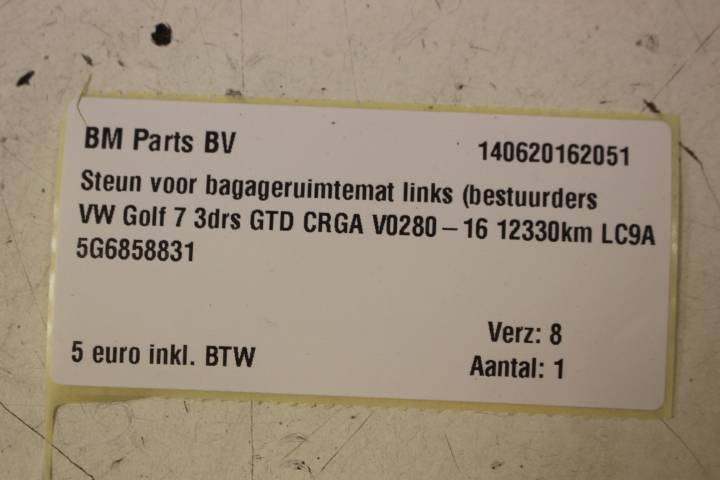 BM Parts BV 140620162051
Steun voor bagageruimtemat links (bestuurders
VW Golf 7 3drs GTD CRGA V0280 – 16 12330km LC9A
5G6858831
Verz: 8
5 euro inkl. BTW
Aantal: 1